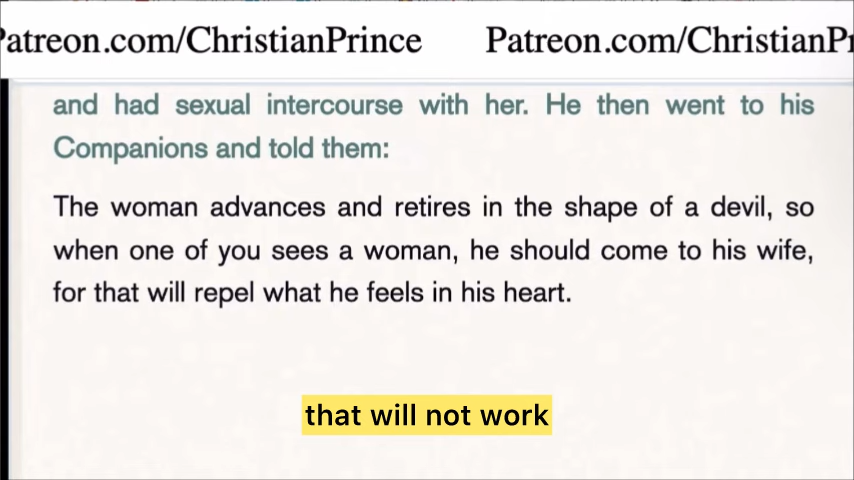 Patreon.com/ChristianPrince Patreon.com/ChristianPr
and had sexual intercourse with her. He then went to his
Companions and told them:
The woman advances and retires in the shape of a devil, so
when one of you sees a woman, he should come to his wife,
for that will repel what he feels in his heart.
that will not work